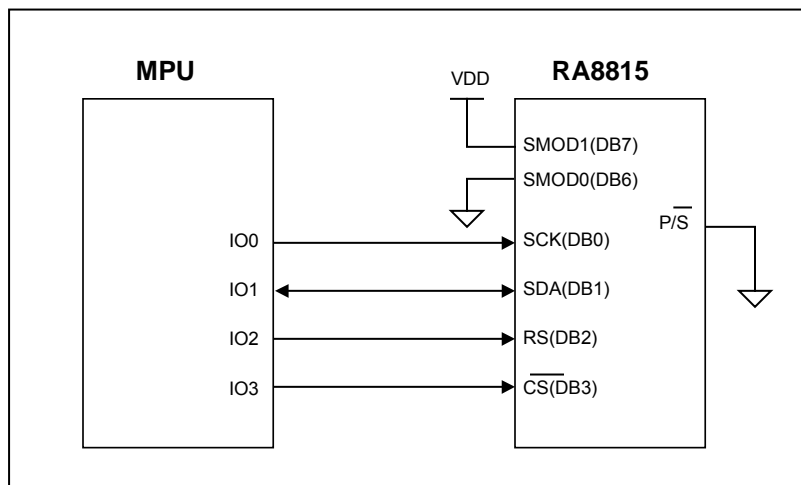 MPU
RA8815
VDD
SMOD1(DB7)
SMOD0(DB6)
P/S
IO0
SCK(DB0)
IO1
SDA(DB1)
IO2
RS(DB2)
IO3
CS(DB3)